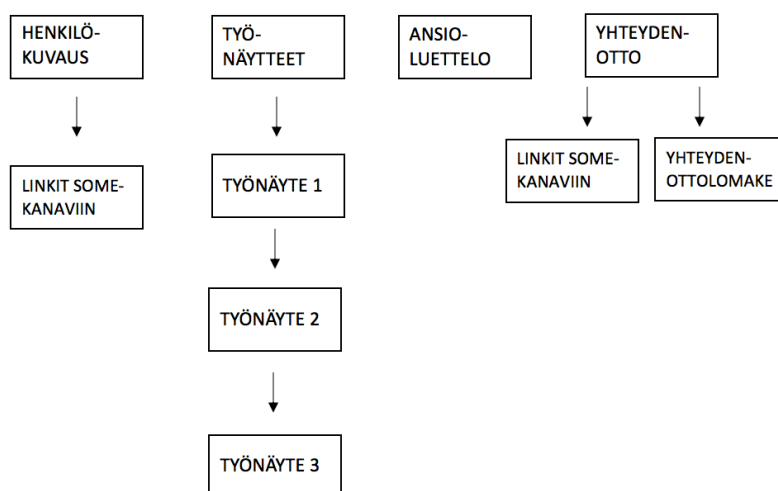 HENKILÖ-
KUVAUS
TYÖ-
NÄYTTEET
ANSIO-
LUETTELO
YHTEYDEN-
OTTO
LINKIT SOME-
KANAVIIN
TYÖNÄYTE 1
LINKIT SOME-
KANAVIIN
YHTEYDEN-
OTTOLOMAKE
TYÖNÄYTE 2
TYÖNÄYTE 3